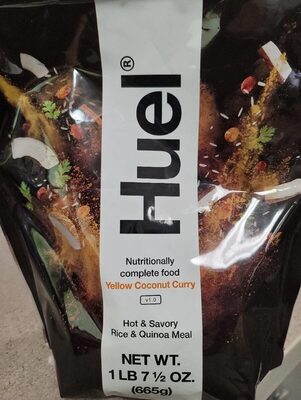 Huel®
Nutritionally
complete food
Yellow Coconut Curry
v1.0
Hot & Savory
Rice & Quinoa Meal
NET WT.
1 LB 7 ½ OZ.
(665g)